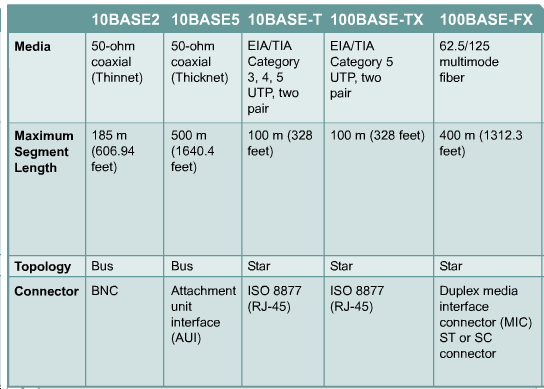 10BASE2 10BASE5 10BASE-T 100BASE-TX 100BASE-FX
Media
50-ohm
coaxial
(Thinnet)
50-ohm
coaxial
(Thicknet)
EIA/TIA
Category
3, 4, 5
UTP, two
pair
EIA/TIA
Category 5
UTP, two
pair
62.5/125
multimode
fiber
Maximum
Segment
Length
185 m
(606.94
feet)
500 m
(1640.4
feet)
100 m (328
feet)
100 m (328 feet)
400 m (1312.3
feet)
Topology
Bus
Bus
Star
Star
Star
Connector
BNC
Attachment
unit
interface
(AUI)
ISO 8877
(RJ-45)
ISO 8877
(RJ-45)
Duplex media
interface
connector (MIC)
ST or SC
connector